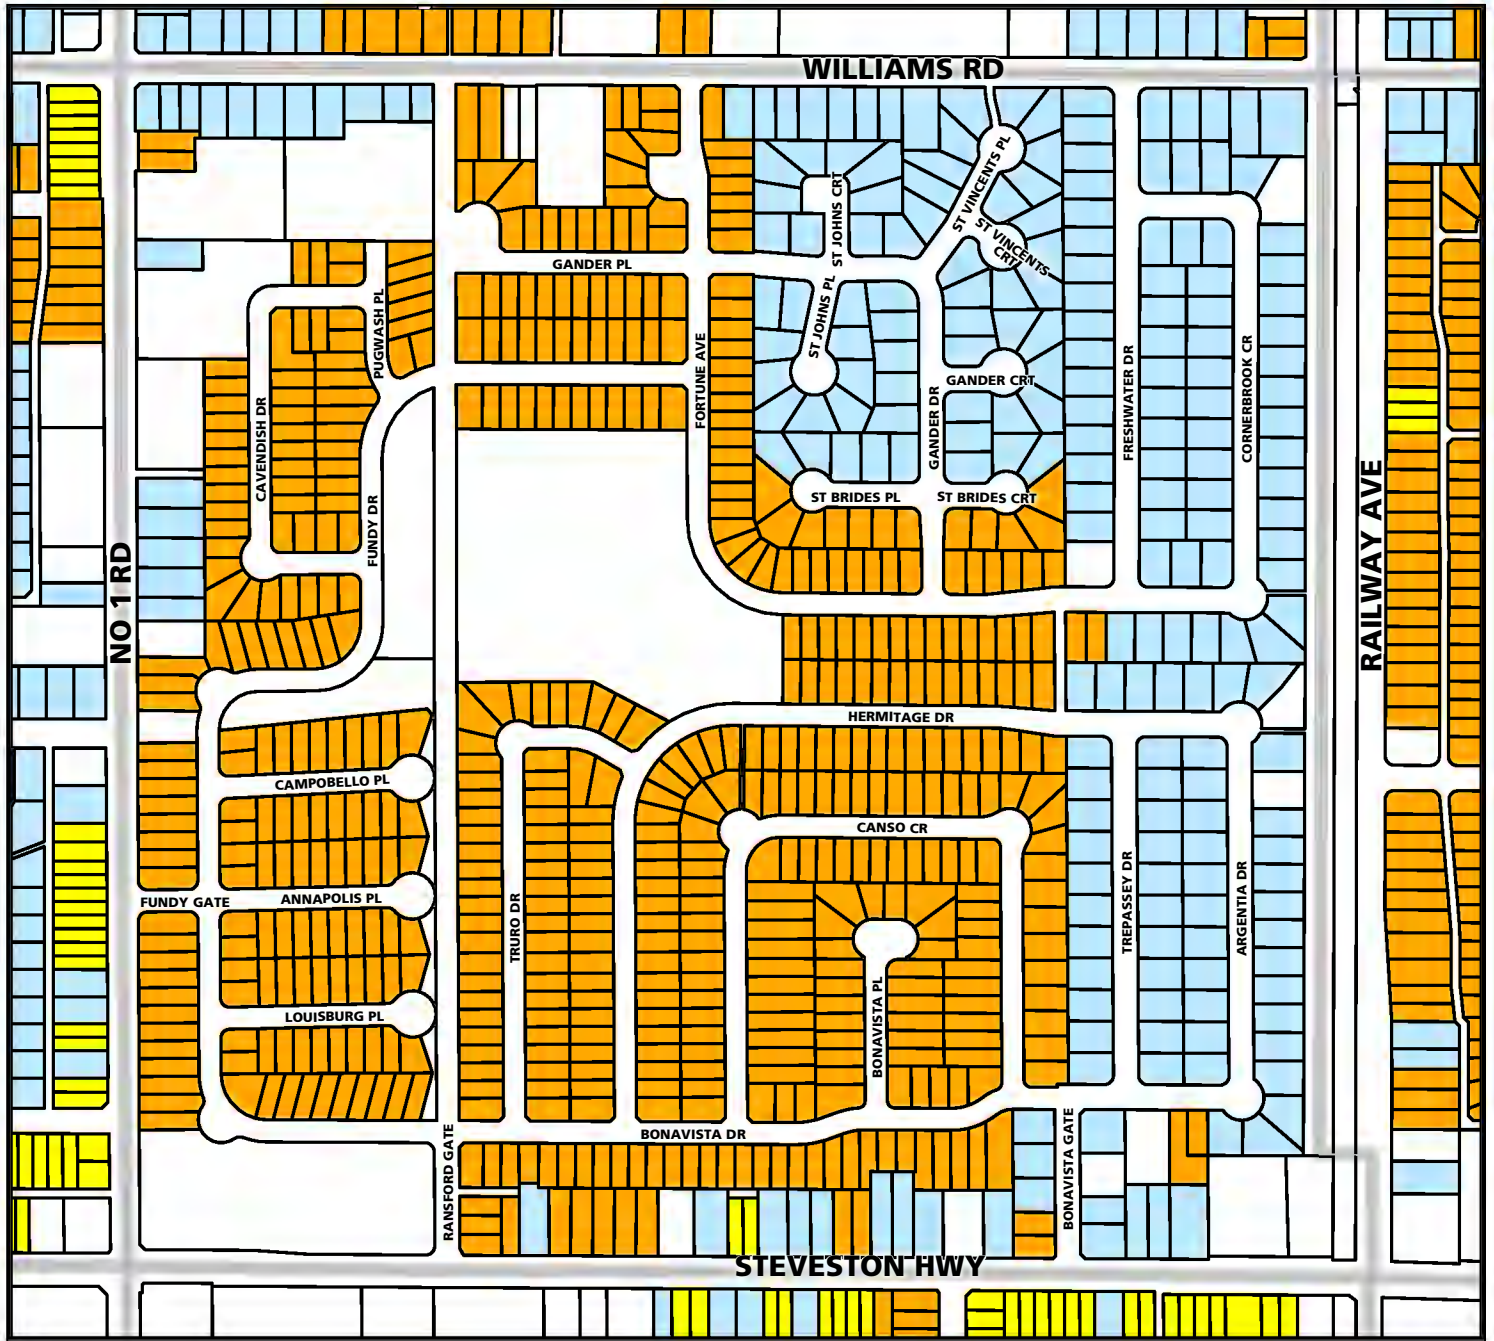 WILLIAMS RD
ST VINCENTS PL
ST JOHNS CRT
ST VINCENTS
CRT
GANDER PL
PUGWASH PL
ST JOHNS PL
FORTUNE AVE
FRESHWATER DR
CORNERBROOK CR
GANDER CRT
GANDER DR
CAVENDISH DR
FUNDY DR
ST BRIDES PL
ST BRIDES CRT
NO 1 RD
RAILWAY AVE
HERMITAGE DR
CAMPOBELLO PL
CANSO CR
FUNDY GATE
ANNAPOLIS PL
TRURO DR
TREPASSEY DR
ARGENTIA DR
LOUISBURG PL
BONAVISTA PL
BONAVISTA DR
RANSFORD GATE
BONAVISTA GATE
STEVESTON HWY